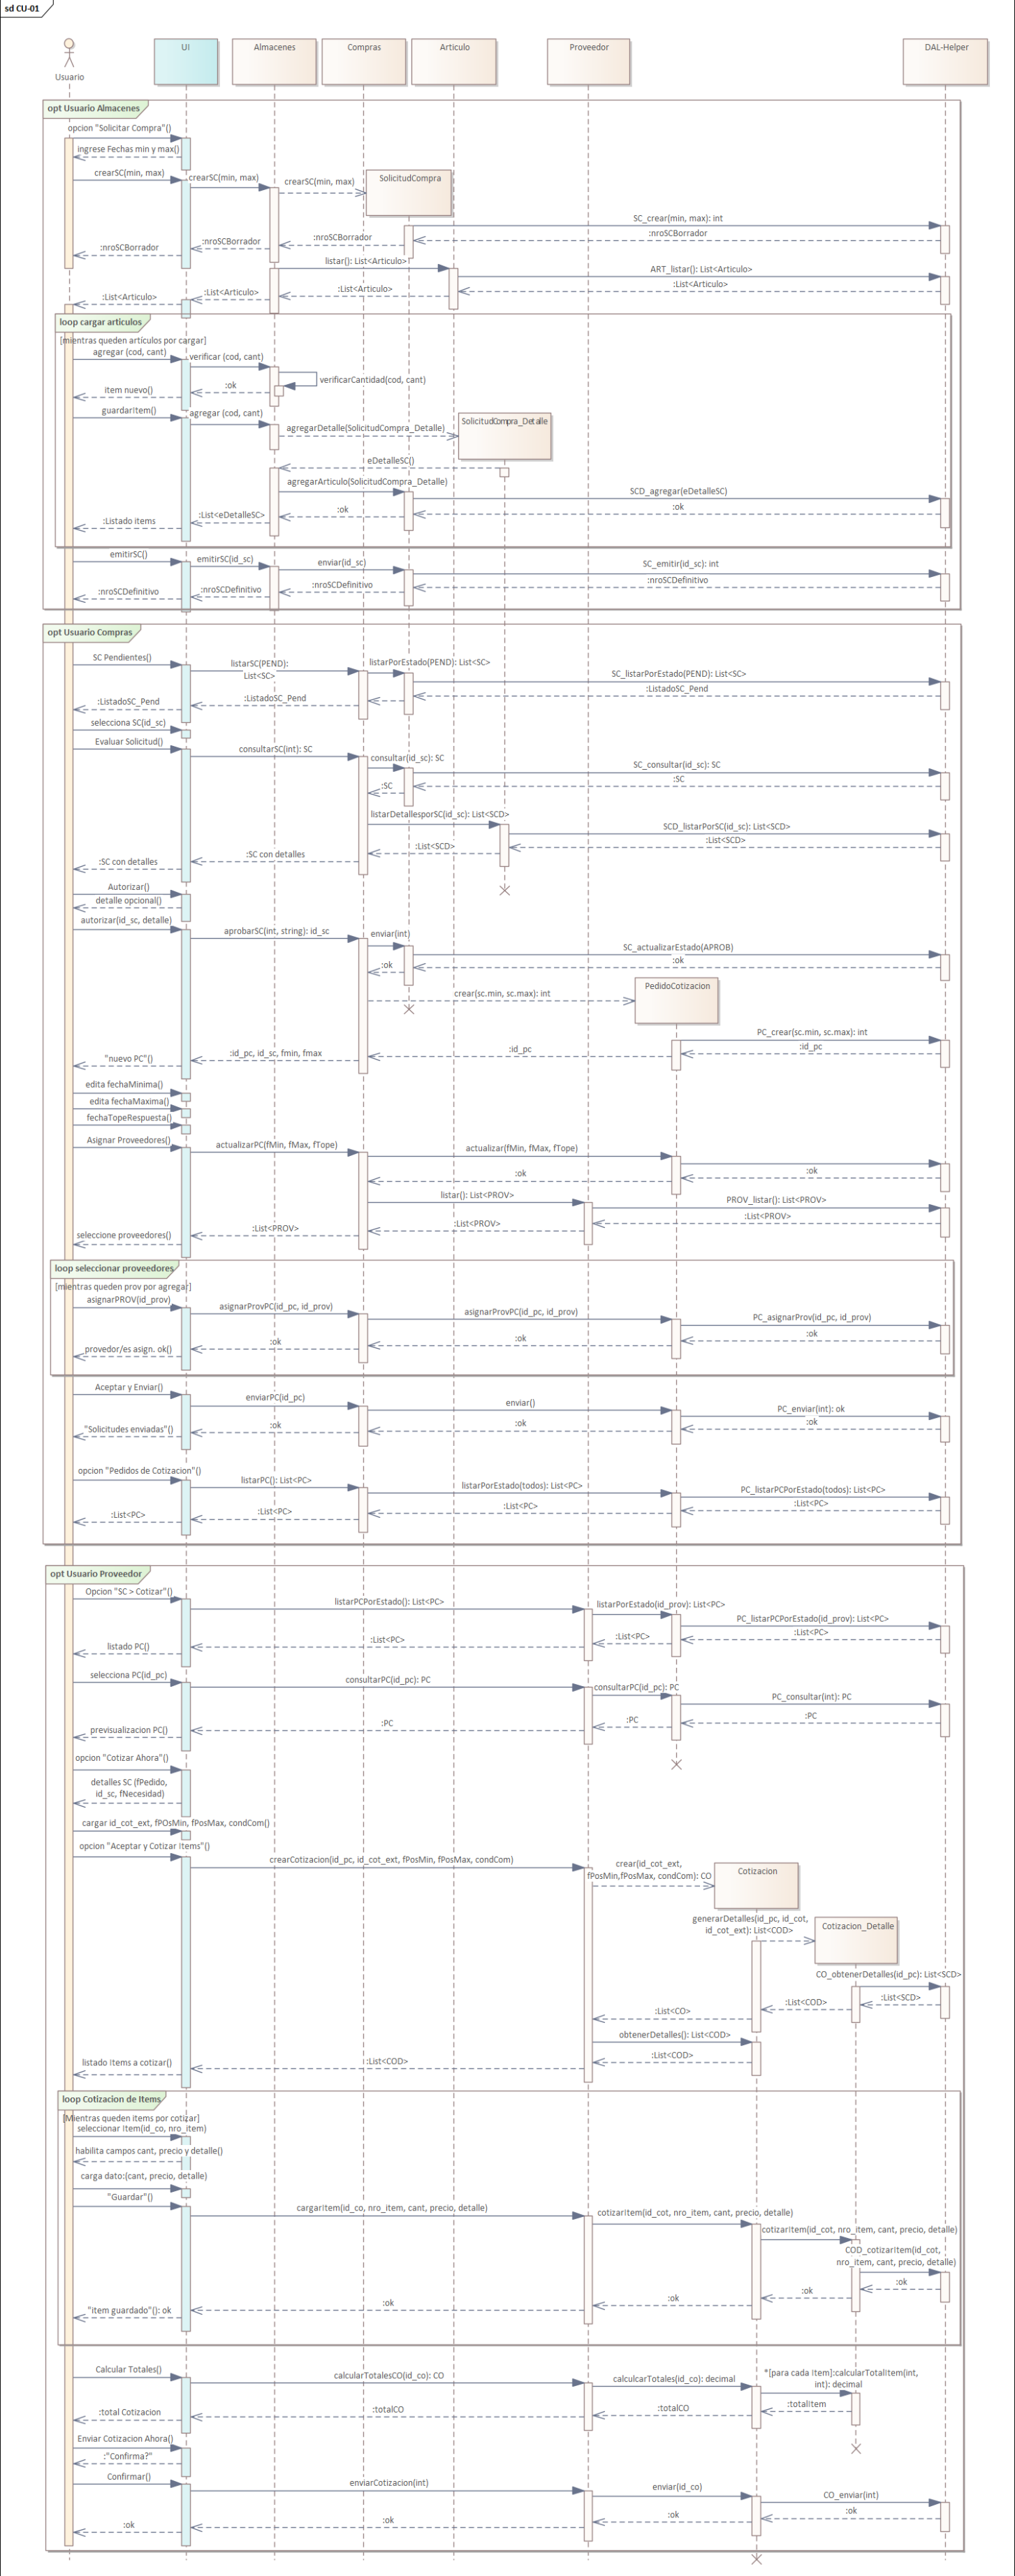 sd CU-01
Usuario
UI
Almacenes
Compras
Articulo
Proveedor
DAL-Helper
opt Usuario Almacenes
opcion "Solicitar Compra"()
ingrese Fechas min y max()
crearSC(min, max)
crearSC(min, max)
crearSC(min, max)
SolicitudCompra
SC_crear(min, max): int
:nroSCBorrador
:nroSCBorrador
:nroSCBorrador
:nroSCBorrador
listar(): List<Articulo>
ART_listar(): List<Articulo>
:List<Articulo>
:List<Articulo>
:List<Articulo>
:List<Articulo>
loop cargar articulos
[mientras queden artículos por cargar]
agregar (cod, cant)
verificar (cod, cant)
verificarCantidad(cod, cant)
:ok
item nuevo()
guardarItem()
agregar (cod, cant)
SolicitudCompra_Detalle
agregarDetalle(SolicitudCompra_Detalle)
eDetalleSC()
agregarArticulo(SolicitudCompra_Detalle)
SCD_agregar(eDetalleSC)
:ok
:ok
:List<eDetalleSC>
:Listado items
emitirSC()
emitirSC(id_sc)
enviar(id_sc)
SC_emitir(id_sc): int
:nroSCDefinitivo
:nroSCDefinitivo
:nroSCDefinitivo
:nroSCDefinitivo
opt Usuario Compras
SC Pendientes()
listarSC(PEND):
List<SC>
listarPorEstado(PEND): List<SC>
SC_listarPorEstado(PEND): List<SC>
:ListadoSC_Pend
:ListadoSC_Pend
:ListadoSC_Pend
selecciona SC(id_sc)
Evaluar Solicitud()
consultarSC(int): SC
consultar(id_sc): SC
SC_consultar(id_sc): SC
:SC
:SC
listarDetallesporSC(id_sc): List<SCD>
SCD_listarPorSC(id_sc): List<SCD>
:List<SCD>
:List<SCD>
:SC con detalles
:SC con detalles
Autorizar()
detalle opcional()
autorizar(id_sc, detalle)
aprobarSC(int, string): id_sc
enviar(int)
SC_actualizarEstado(APROB)
:ok
:ok
PedidoCotizacion
crear(sc.min, sc.max): int
PC_crear(sc.min, sc.max): int
:id_pc
:id_pc
:id_pc, id_sc, fmin, fmax
"nuevo PC"()
edita fechaMinima()
edita fechaMaxima()
fechaTopeRespuesta()
Asignar Proveedores()
actualizarPC(fMin, fMax, fTope)
actualizar(fMin, fMax, fTope)
:ok
:ok
listar(): List<PROV>
PROV_listar(): List<PROV>
:List<PROV>
:List<PROV>
:List<PROV>
seleccione proveedores()
loop seleccionar proveedores
[mientras queden prov por agregar]
asignarPROV(id_prov)
asignarProvPC(id_pc, id_prov)
asignarProvPC(id_pc, id_prov)
PC_asignarProv(id_pc, id_prov)
:ok
:ok
:ok
provedor/es asign. ok()
Aceptar y Enviar()
enviarPC(id_pc)
enviar()
PC_enviar(int): ok
:ok
:ok
:ok
"Solicitudes enviadas"()
opcion "Pedidos de Cotizacion"()
listarPC(): List<PC>
listarPorEstado(todos): List<PC>
PC_listarPCPorEstado(todos): List<PC>
:List<PC>
:List<PC>
:List<PC>
:List<PC>
opt Usuario Proveedor
Opcion "SC > Cotizar"()
listarPCPorEstado(): List<PC>
listarPorEstado(id_prov): List<PC>
PC_listarPCPorEstado(id_prov): List<PC>
:List<PC>
:List<PC>
:List<PC>
listado PC()
selecciona PC(id_pc)
consultarPC(id_pc): PC
consultarPC(id_pc): PC
PC_consultar(int): PC
:PC
:PC
:PC
previsualizacion PC()
opcion "Cotizar Ahora"()
detalles SC (fPedido,
id_sc, fNecesidad)
cargar id_cot_ext, fPOsMin, fPosMax, condCom()
opcion "Aceptar y Cotizar Items"()
crearCotizacion(id_pc, id_cot_ext, fPosMin, fPosMax, condCom)
crear(id_cot_ext,
fPosMin,fPosMax, condCom): CO
Cotizacion
generarDetalles(id_pc, id_cot,
id_cot_ext): List<COD>
Cotizacion_Detalle
CO_obtenerDetalles(id_pc): List<SCD>
:List<SCD>
:List<COD>
:List<CO>
obtenerDetalles(): List<COD>
:List<COD>
:List<COD>
listado Items a cotizar()
loop Cotizacion de Items
[Mientras queden items por cotizar]
seleccionar Item(id_co, nro_item)
habilita campos cant, precio y detalle()
carga dato:(cant, precio, detalle)
"Guardar"()
cargarItem(id_co, nro_item, cant, precio, detalle)
cotizarItem(id_cot, nro_item, cant, precio, detalle)
cotizarItem(id_cot, nro_item, cant, precio, detalle)
COD_cotizarItem(id_cot,
nro_item, cant, precio, detalle)
:ok
:ok
:ok
:ok
"item guardado"(): ok
Calcular Totales()
calcularTotalesCO(id_co): CO
calculcarTotales(id_co): decimal
*[para cada Item]:calcularTotalItem(int,
int): decimal
:totalItem
:totalCO
:totalCO
:total Cotizacion
Enviar Cotizacion Ahora()
:"Confirma?"
Confirmar()
enviarCotizacion(int)
enviar(id_co)
CO_enviar(int)
:ok
:ok
:ok
:ok